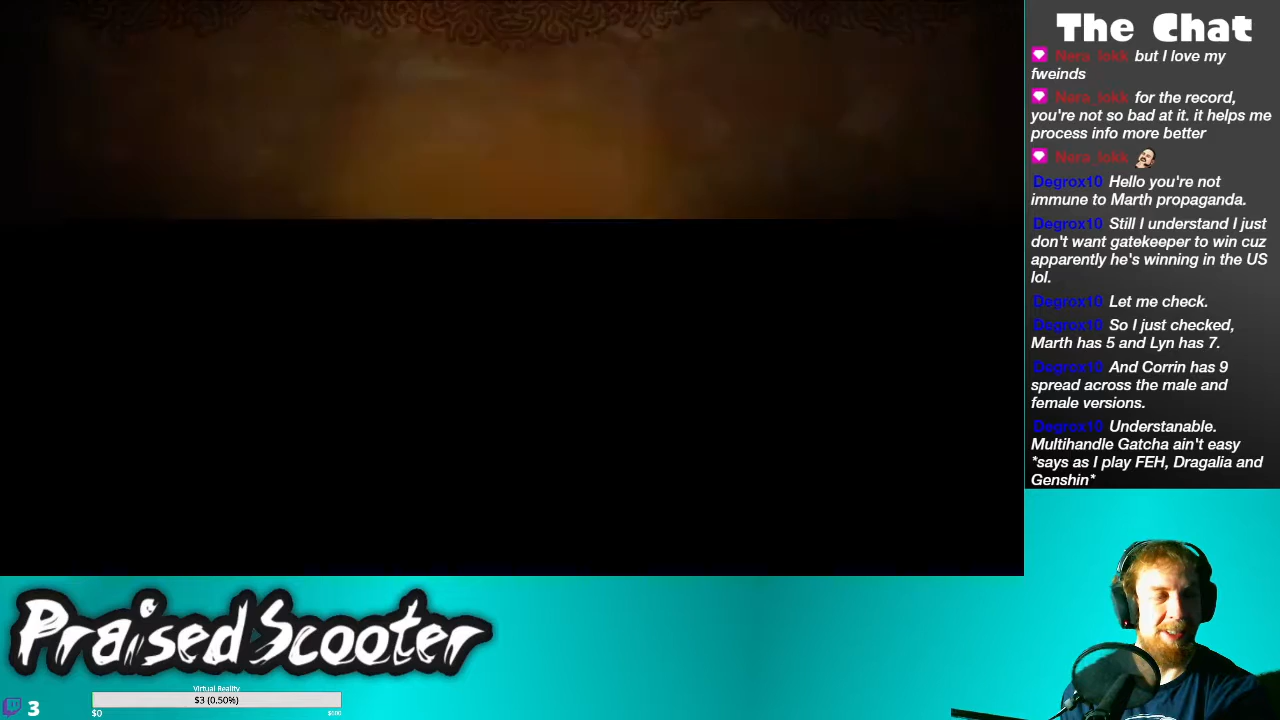 The Chat
Nera_lokk but I love my
fweinds
Nera_lokk for the record,
you're not so bad at it. it helps me
process info more better
Nera_lokk
Degrox10 Hello you're not
immune to Marth propaganda.
Degrox10 Still I understand I just
don't want gatekeeper to win cuz
apparently he's winning in the US
lol.
Degrox10 Let me check.
Degrox10 So I just checked,
Marth has 5 and Lyn has 7.
Degrox10 And Corrin has 9
spread across the male and
female versions.
Degrox10 Understanable.
Multihandle Gatcha ain't easy
*says as I play FEH, Dragalia and
Genshin*
PraisedScooter
Virtual Reality
$3 (0.50%)
3
$0